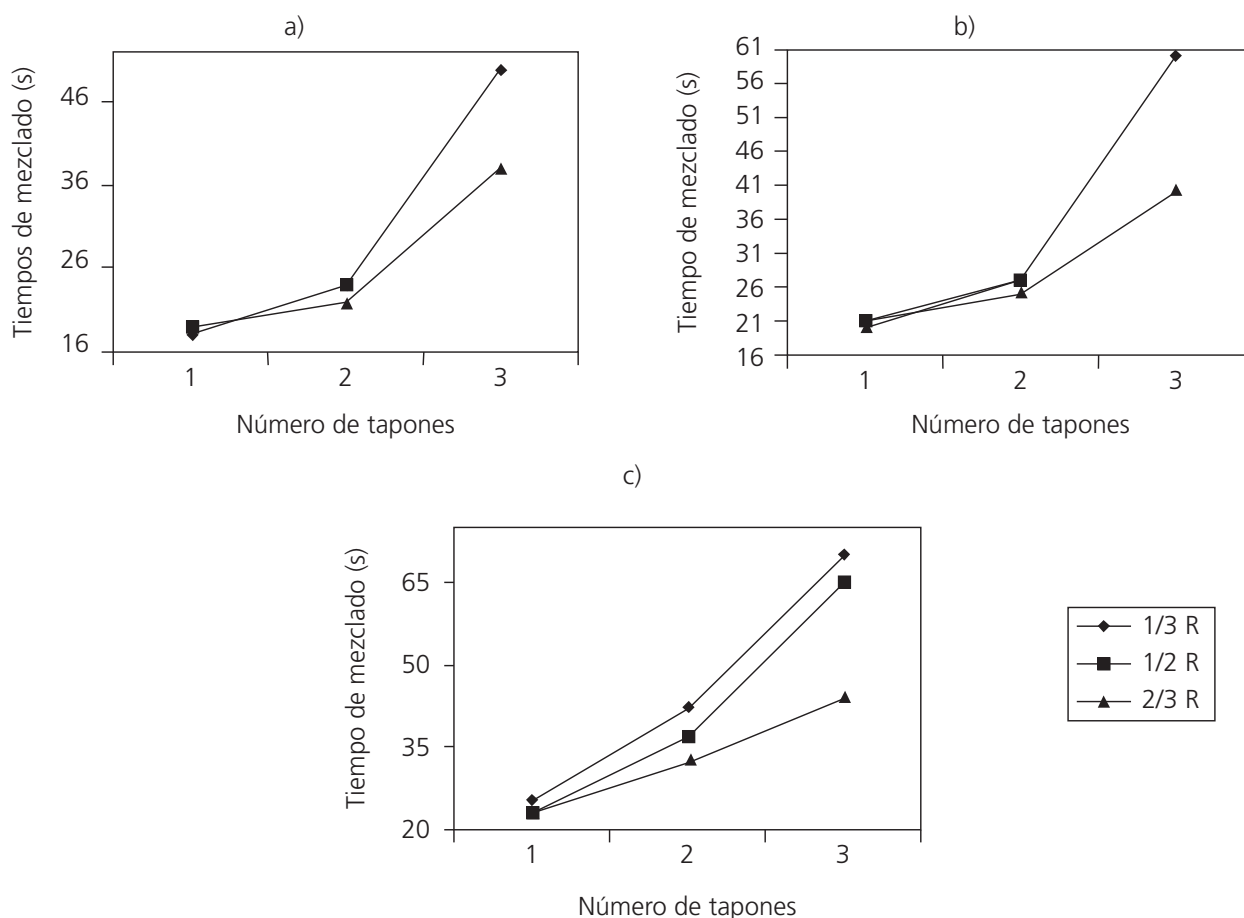 a)
Tiempos de mezclado (s)
46
36
26
16
1 2 3
Número de tapones
b)
Tiempo de mezclado (s)
61
56
51
46
41
36
31
26
21
16
1 2 3
Número de tapones
c)
Tiempo de mezclado (s)
65
50
35
20
1 2 3
Número de tapones
1/3 R
1/2 R
2/3 R